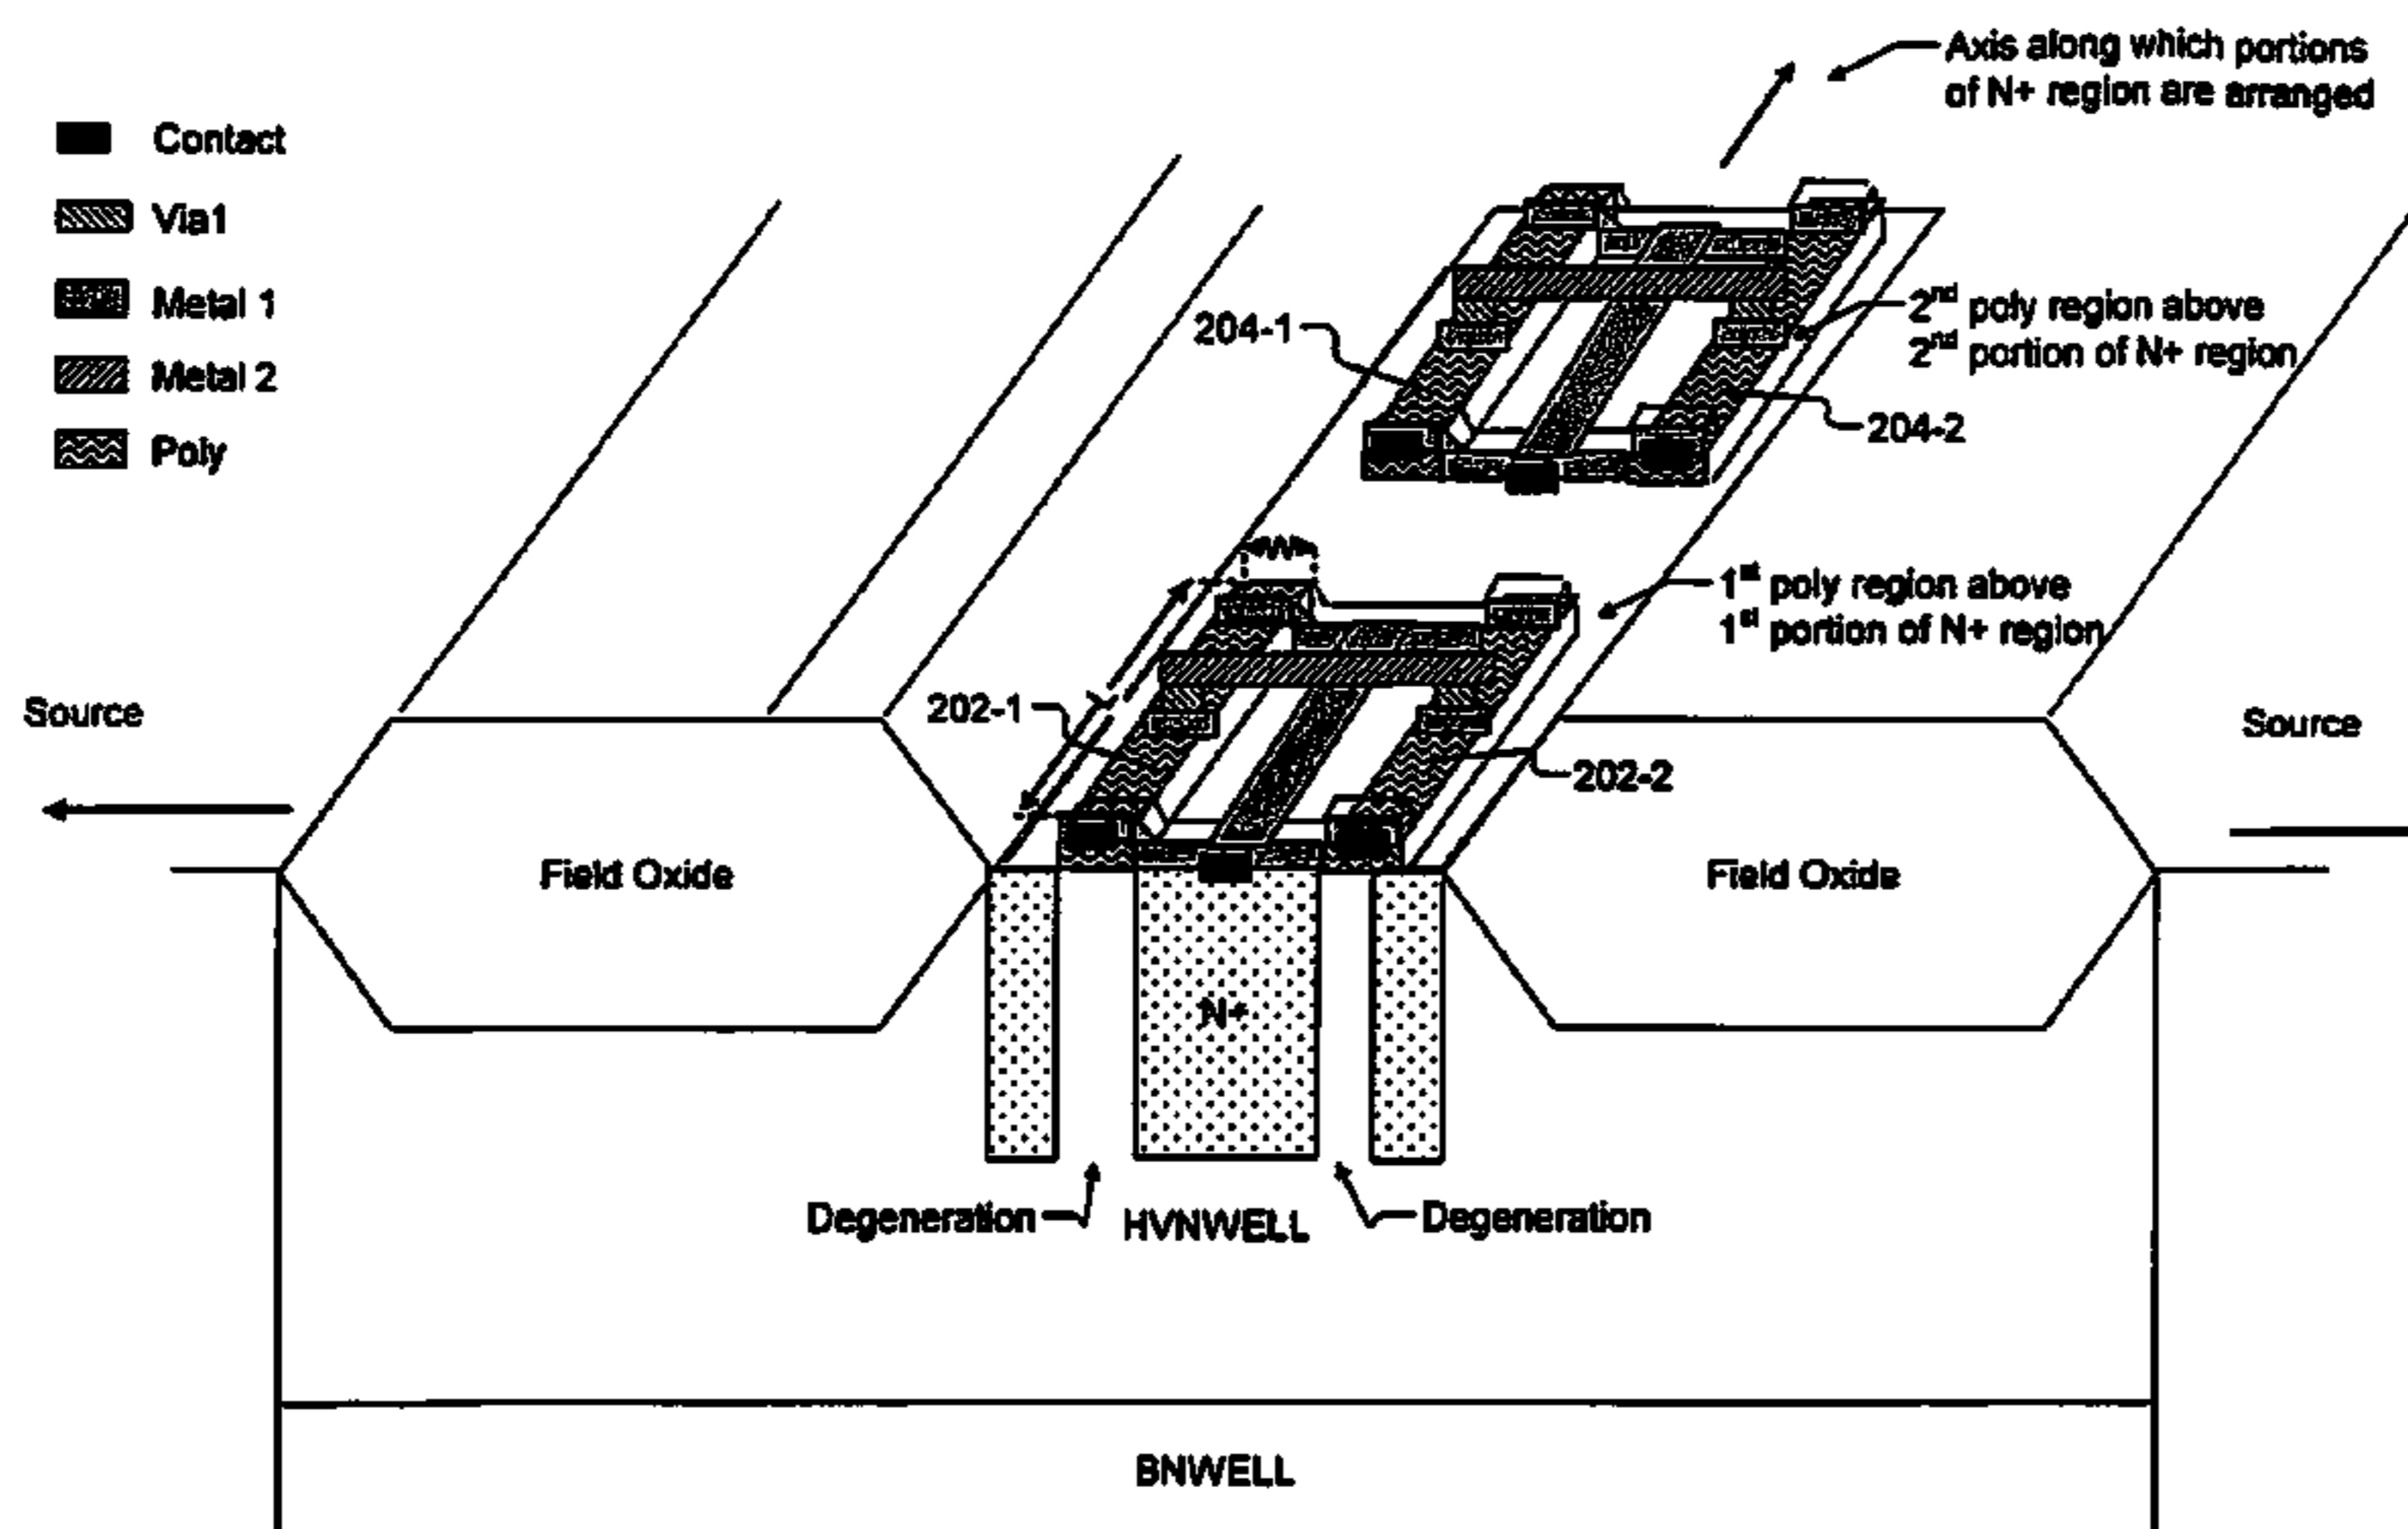 Axis along which portions
of N+ region are arranged
Contact
Via1
Metal 1
Metal 2
Poly
204-1
2nd poly region above
2nd portion of N+ region
204-2
W
1st poly region above
1st portion of N+ region
Source
202-1
Source
202-2
Field Oxide
Field Oxide
N+
Degeneration
HVNWELL
Degeneration
BNWELL